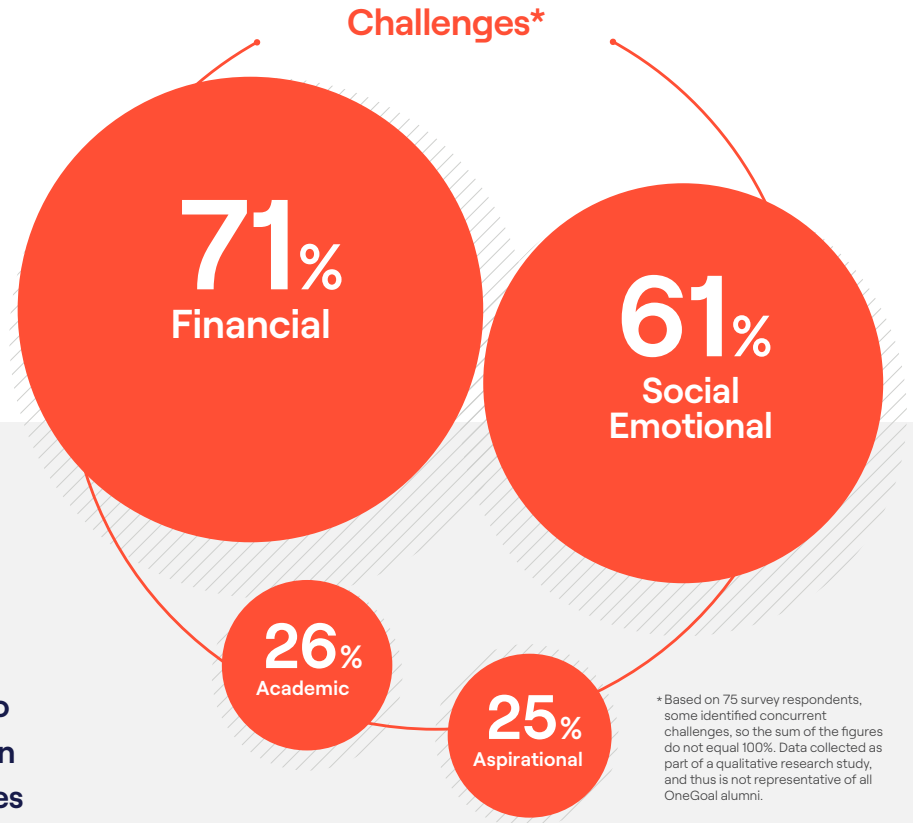 Challenges*
71%
Financial
61%
Social
Emotional
26%
Academic
25%
Aspirational
* Based on 75 survey respondents,
some identified concurrent
challenges, so the sum of the figures
do not equal 100%. Data collected as
part of a qualitative research study,
and thus is not representative of all
OneGoal alumni.